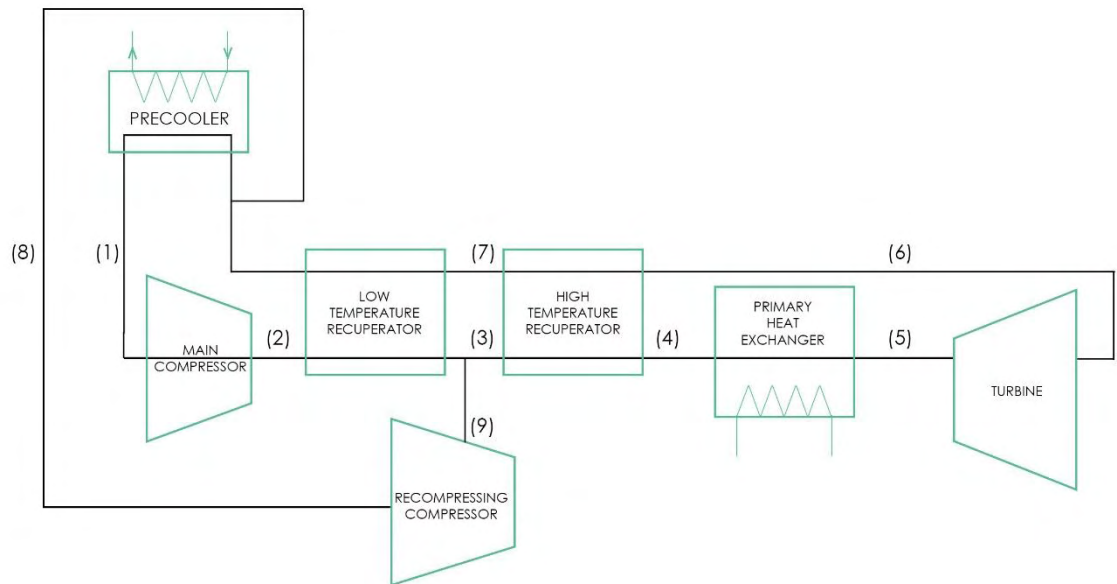 PRECOOLER
(8)
(1)
(7)
(6)
LOW
TEMPERATURE
RECUPERATOR
HIGH
TEMPERATURE
RECUPERATOR
PRIMARY
HEAT
EXCHANGER
MAIN
COMPRESSOR
(2)
(3)
(4)
(5)
TURBINE
(9)
RECOMPRESSING
COMPRESSOR